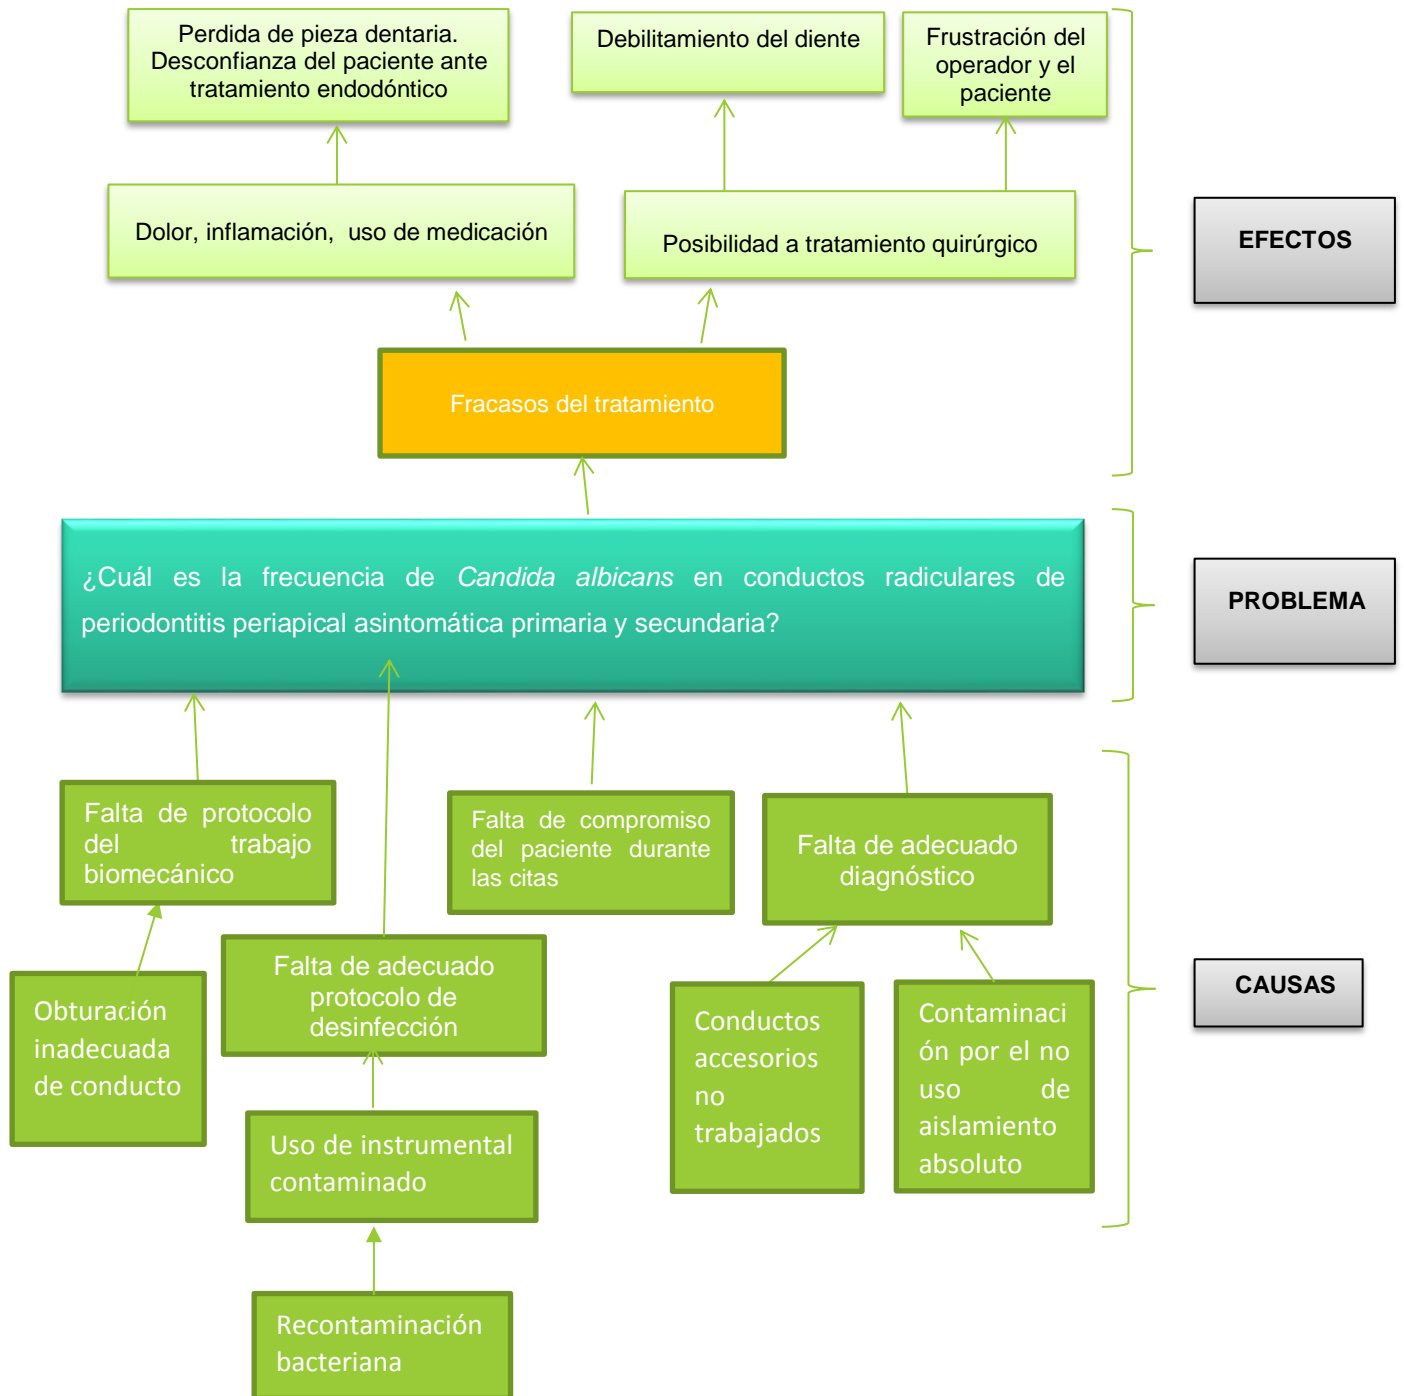 Perdida de pieza dentaria.
Desconfianza del paciente ante
tratamiento endodóntico
Debilitamiento del diente
Frustración del
operador y el
paciente
Dolor, inflamación, uso de medicación
Posibilidad a tratamiento quirúrgico
EFECTOS
Fracasos del tratamiento
¿Cuál es la frecuencia de Candida albicans en conductos radiculares de
periodontitis periapical asintomática primaria y secundaria?
PROBLEMA
Falta de protocolo
del trabajo
biomecánico
Falta de compromiso
del paciente durante
las citas
Falta de adecuado
diagnóstico
Falta de adecuado
protocolo de
desinfección
CAUSAS
Obturación
inadecuada
de conducto
Conductos
accesorios
no
trabajados
Contaminaci
ón por el no
uso de
aislamiento
absoluto
Uso de instrumental
contaminado
Recontaminación
bacteriana